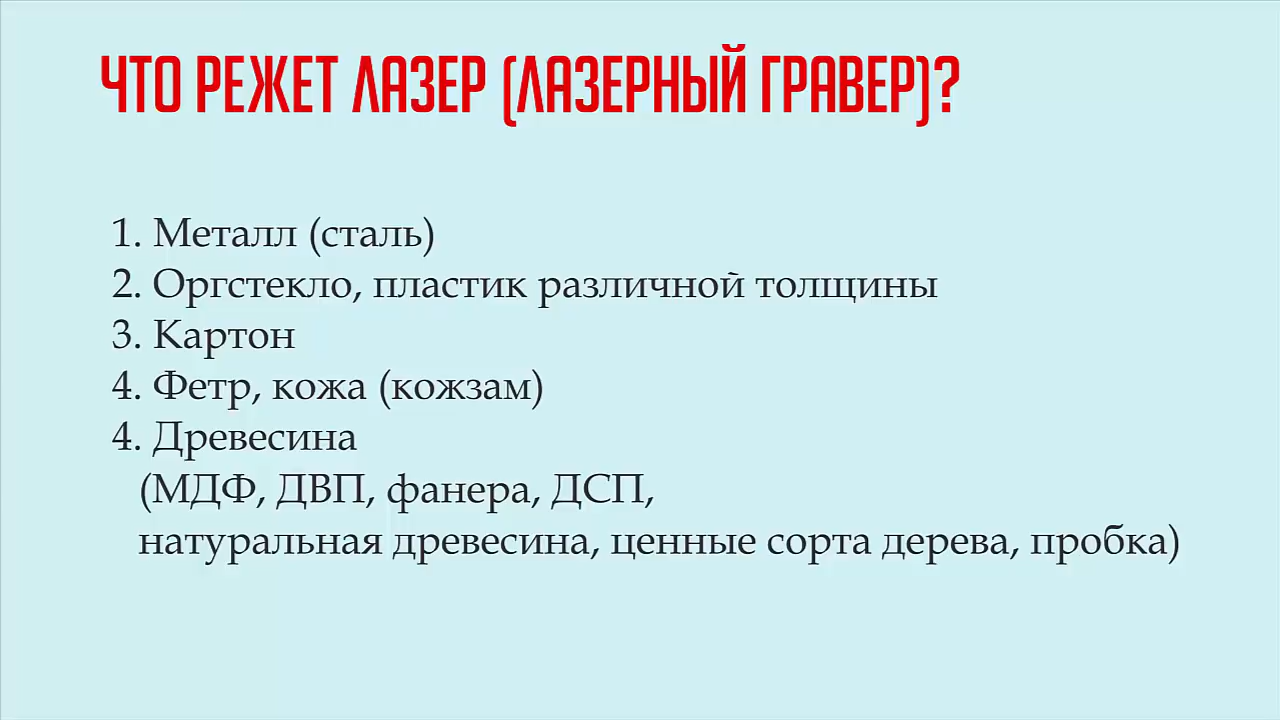 ЧТО РЕЖЕТ ЛАЗЕР (ЛАЗЕРНЫЙ ГРАВЕР)?
1. Металл (сталь)
2. Оргстекло, пластик различной толщины
3. Картон
4. Фетр, кожа (кожзам)
4. Древесина
(МДФ, ДВП, фанера, ДСП,
натуральная древесина, ценные сорта дерева, пробка)